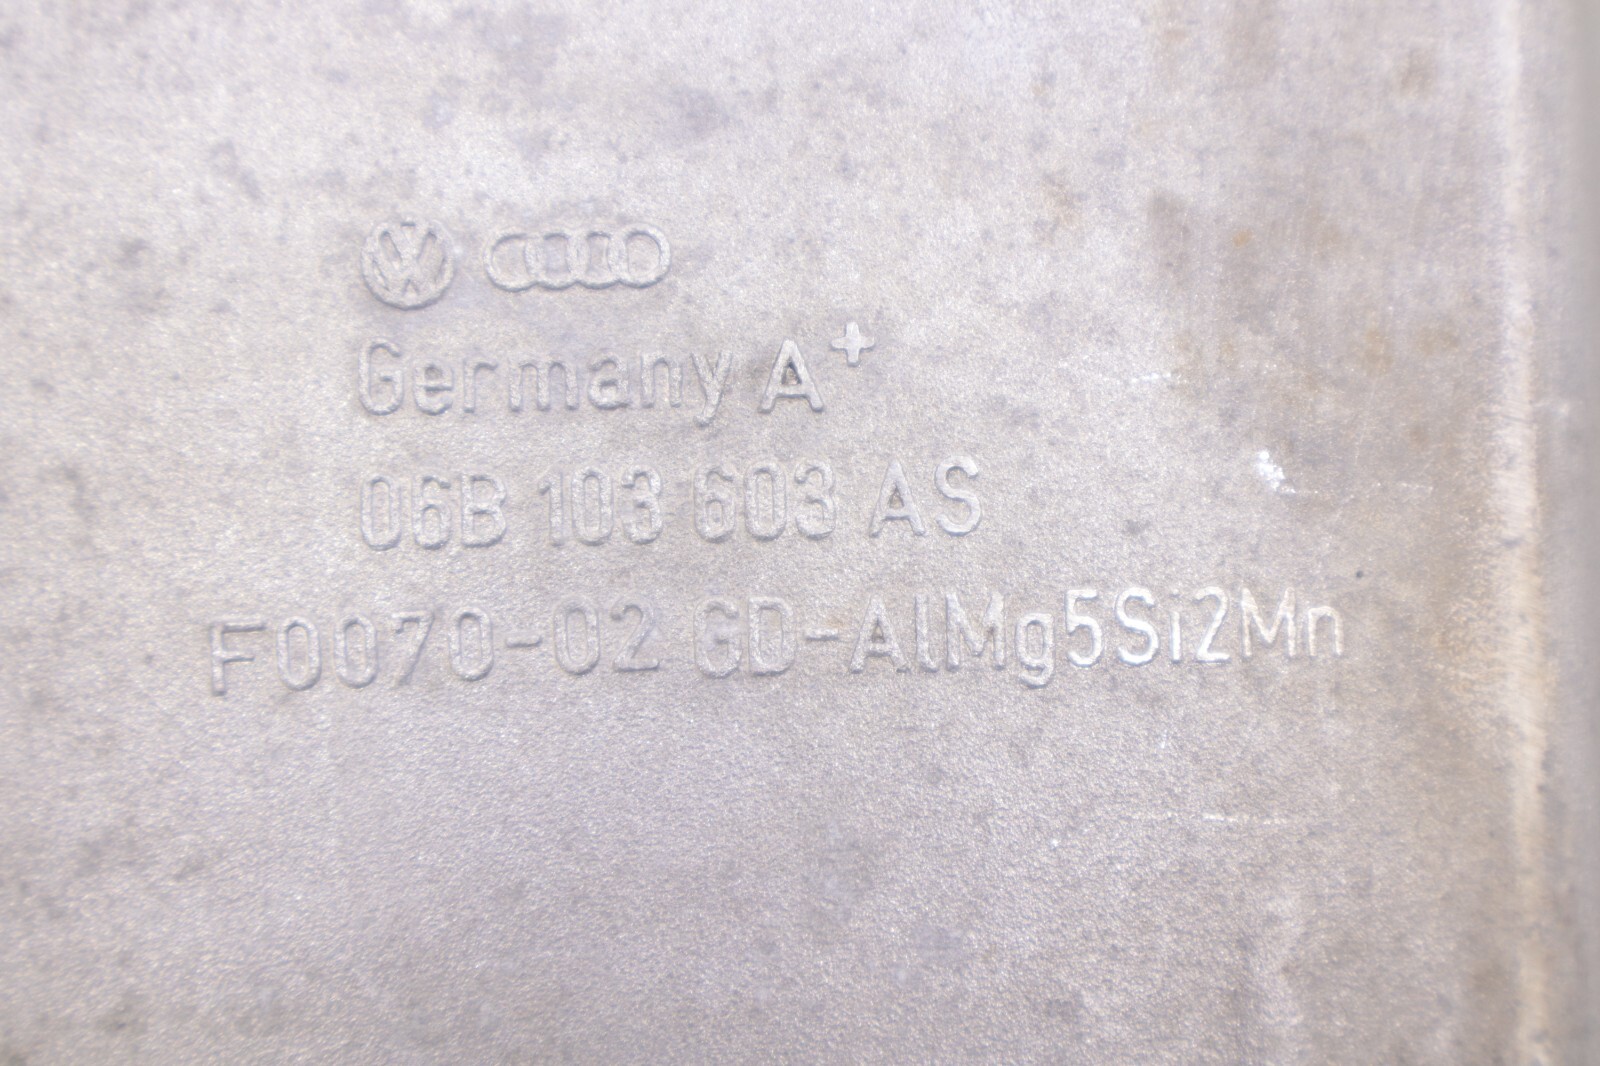 Germany A+
06B 103 603 AS
F0070-02 GD-AlMg5Si2Mn